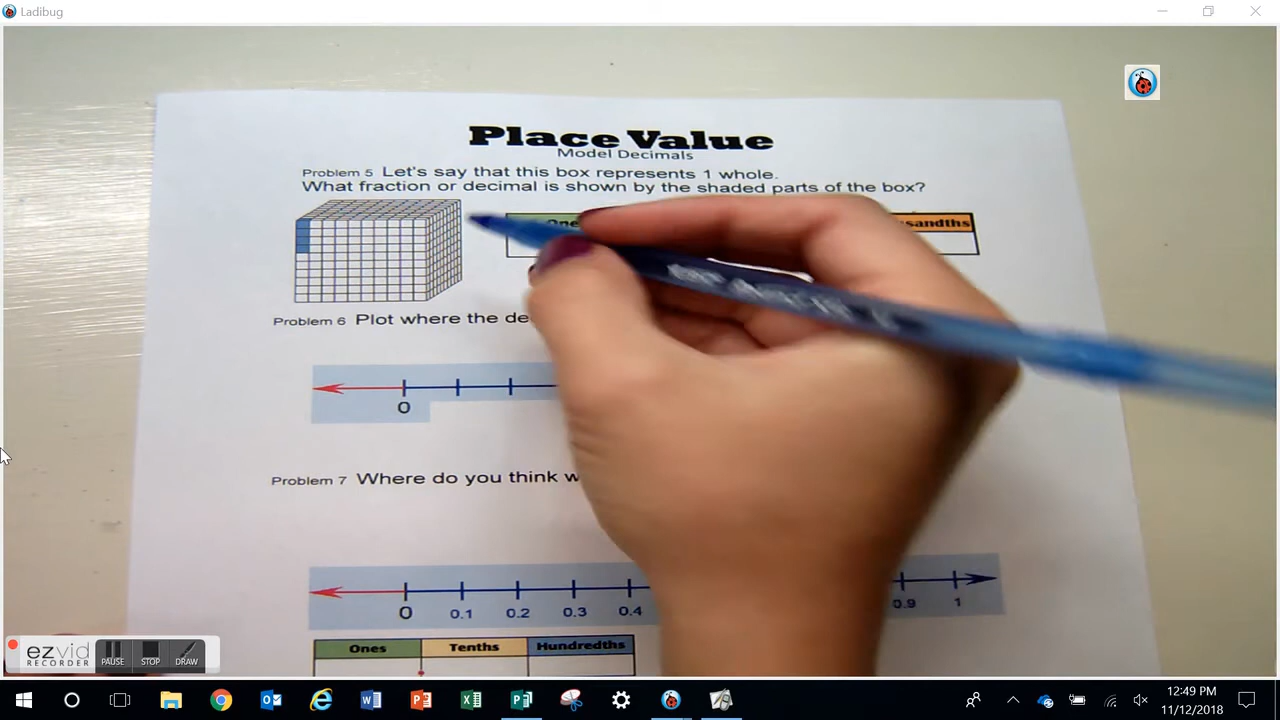 Ladibug
Place Value
Model Decimals
Problem 5 Let's say that this box represents 1 whole.
What fraction or decimal is shown by the shaded parts of the box?
Problem 6 Plot where the
0
Problem 7 Where do you think
0 0.1 0.2 0.3 0.4 0.9 1
Ones Tenths Hundredths
ezvid
RECORDER
PAUSE STOP DRAW
12:49 PM
11/12/2018